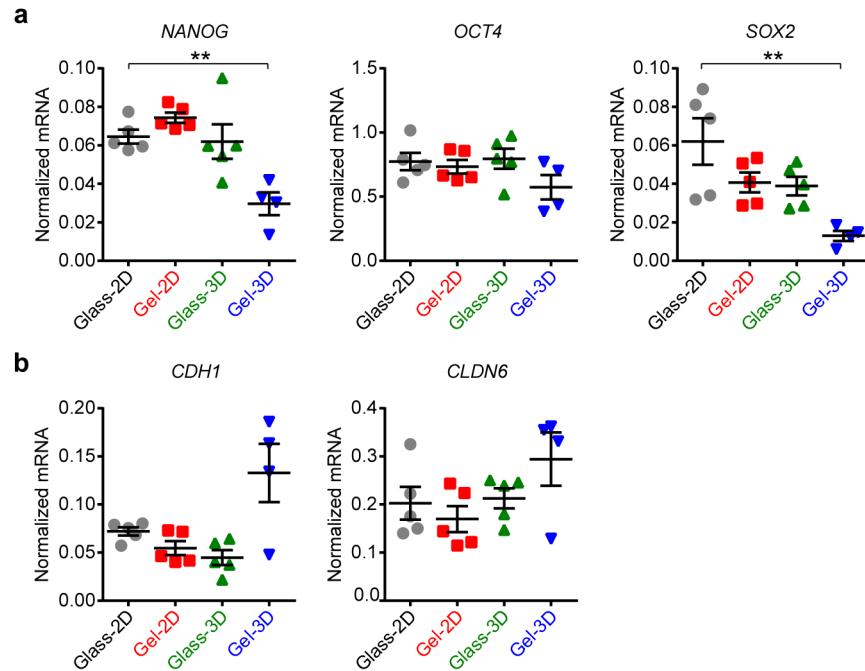 a
NANOG
OCT4
SOX2
Normalized mRNA
0.10
0.08
0.06
0.04
0.02
0.00
**
Glass-2D
Gel-2D
Glass-3D
Gel-3D
Normalized mRNA
1.5
1.0
0.5
0.0
Glass-2D
Gel-2D
Glass-3D
Gel-3D
Normalized mRNA
0.10
0.08
0.06
0.04
0.02
0.00
**
Glass-2D
Gel-2D
Glass-3D
Gel-3D
b
CDH1
CLDN6
Normalized mRNA
0.20
0.15
0.10
0.05
0.00
Glass-2D
Gel-2D
Glass-3D
Gel-3D
Normalized mRNA
0.4
0.3
0.2
0.1
0.0
Glass-2D
Gel-2D
Glass-3D
Gel-3D